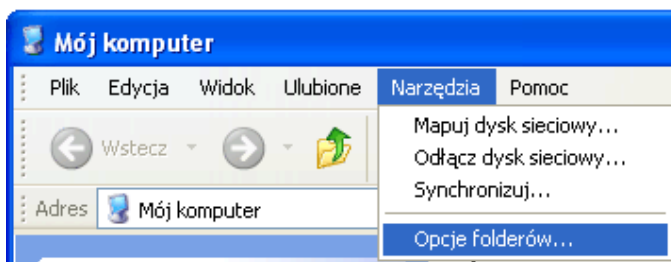 Mój komputer
Plik Edycja Widok Ulubione Narzędzia Pomoc
Mapuj dysk sieciowy...
Odłącz dysk sieciowy...
Synchronizuj...
Opcje folderów...
Wstecz
Adres Mój komputer